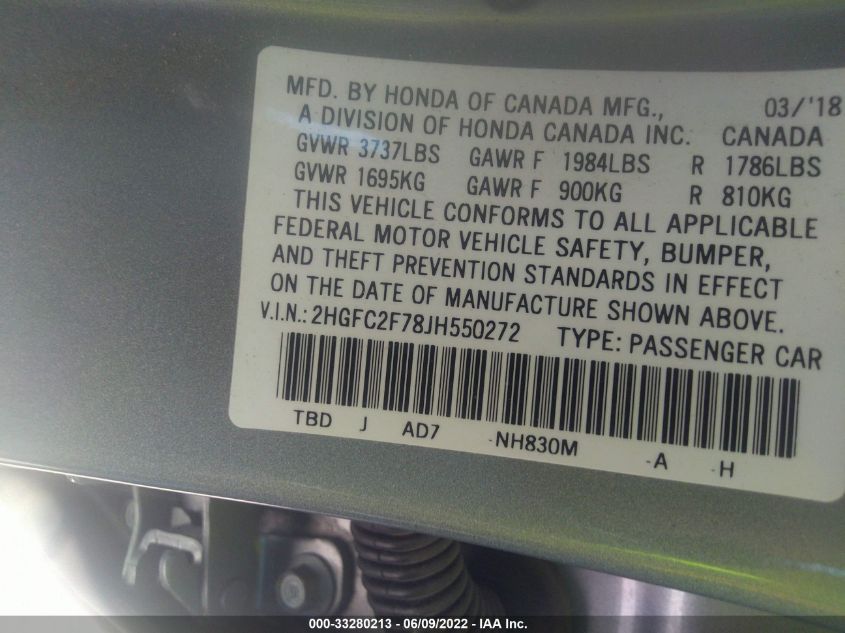 MFD. BY HONDA OF CANADA MFG., 03/'18
A DIVISION OF HONDA CANADA INC. CANADA
GVWR 3737LBS GAWR F 1984LBS R 1786LBS
GVWR 1695KG GAWR F 900KG R 810KG
THIS VEHICLE CONFORMS TO ALL APPLICABLE
FEDERAL MOTOR VEHICLE SAFETY, BUMPER,
AND THEFT PREVENTION STANDARDS IN EFFECT
ON THE DATE OF MANUFACTURE SHOWN ABOVE.
V.I.N.: 2HGFC2F78JH550272 TYPE: PASSENGER CAR
TBD J AD7 -NH830M -A -H
000-33280213 - 06/09/2022 - IAA Inc.